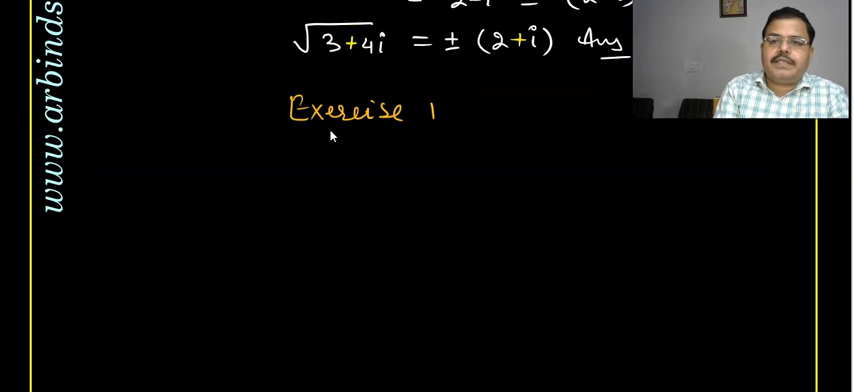 √3+4i = ± (2+i) Ans
Exercise 1
www.arbinds